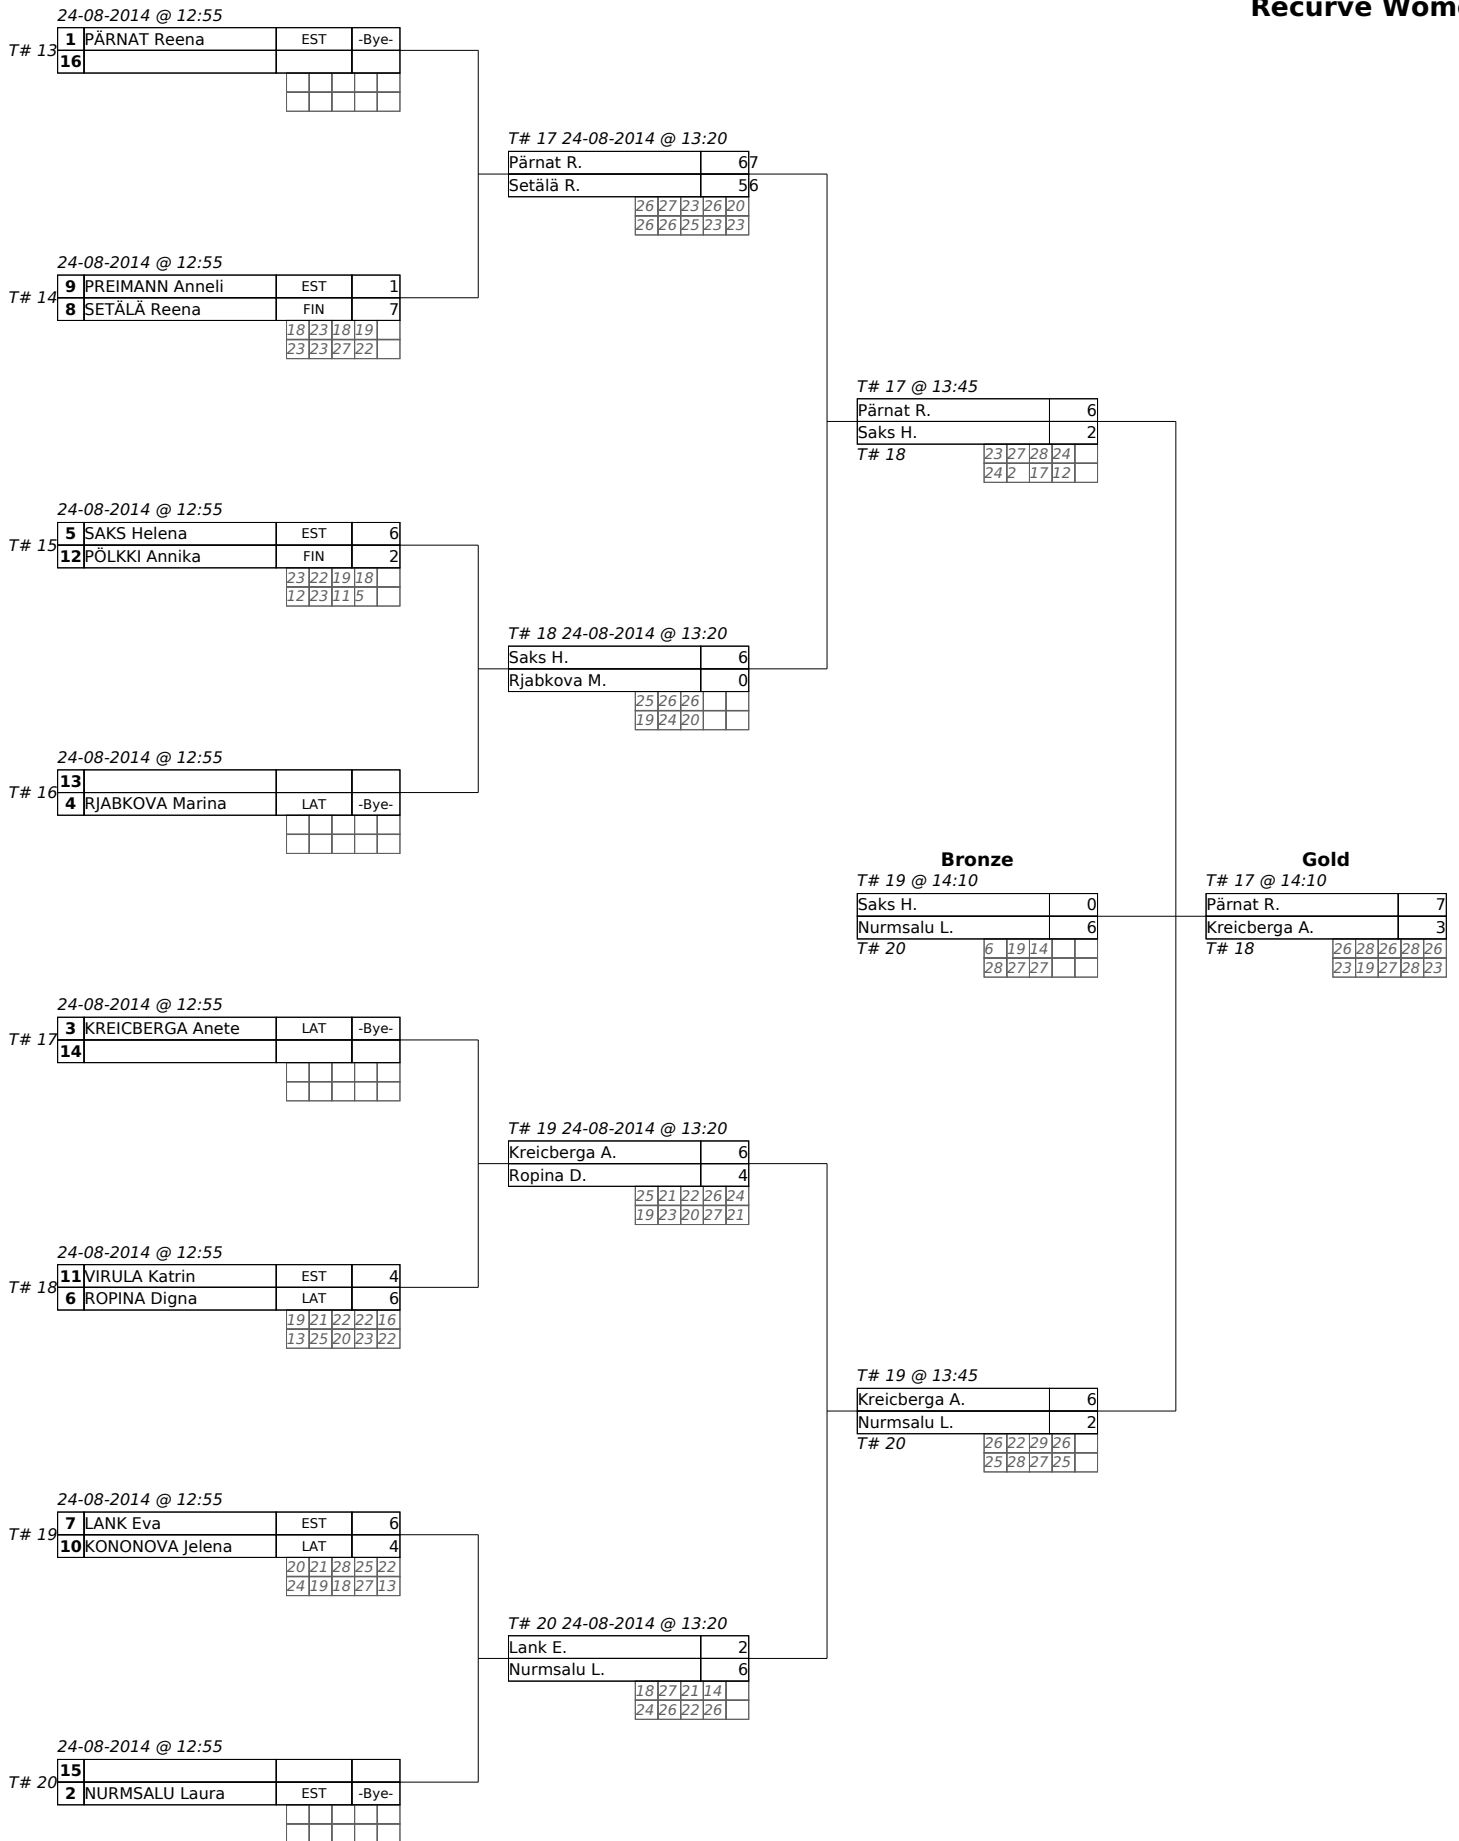 Recurve Wome
24-08-2014 @ 12:55
T# 13
1 PÄRNAT Reena EST -Bye-
16
T# 17 24-08-2014 @ 13:20
Pärnat R. 6 7
Setälä R. 5 6
26 27 23 26 20
26 26 25 23 23
24-08-2014 @ 12:55
T# 14
9 PREIMANN Anneli EST 1
8 SETÄLÄ Reena FIN 7
18 23 18 19
23 23 27 22
T# 17 @ 13:45
Pärnat R. 6
Saks H. 2
T# 18 23 27 28 24
24 2 17 12
24-08-2014 @ 12:55
T# 15
5 SAKS Helena EST 6
12 PÖLKKI Annika FIN 2
23 22 19 18
12 23 11 5
T# 18 24-08-2014 @ 13:20
Saks H. 6
Rjabkova M. 0
25 26 26
19 24 20
24-08-2014 @ 12:55
T# 16
13
4 RJABKOVA Marina LAT -Bye-
Bronze
T# 19 @ 14:10
Saks H. 0
Nurmsalu L. 6
T# 20 6 19 14
28 27 27
Gold
T# 17 @ 14:10
Pärnat R. 7
Kreicberga A. 3
T# 18 26 28 26 28 26
23 19 27 28 23
24-08-2014 @ 12:55
T# 17
3 KREICBERGA Anete LAT -Bye-
14
T# 19 24-08-2014 @ 13:20
Kreicberga A. 6
Ropina D. 4
25 21 22 26 24
19 23 20 27 21
24-08-2014 @ 12:55
T# 18
11 VIRULA Katrin EST 4
6 ROPINA Digna LAT 6
19 21 22 22 16
13 25 20 23 22
T# 19 @ 13:45
Kreicberga A. 6
Nurmsalu L. 2
T# 20 26 22 29 26
25 28 27 25
24-08-2014 @ 12:55
T# 19
7 LANK Eva EST 6
10 KONONOVA Jelena LAT 4
20 21 28 25 22
24 19 18 27 13
T# 20 24-08-2014 @ 13:20
Lank E. 2
Nurmsalu L. 6
18 27 21 14
24 26 22 26
24-08-2014 @ 12:55
T# 20
15
2 NURMSALU Laura EST -Bye-